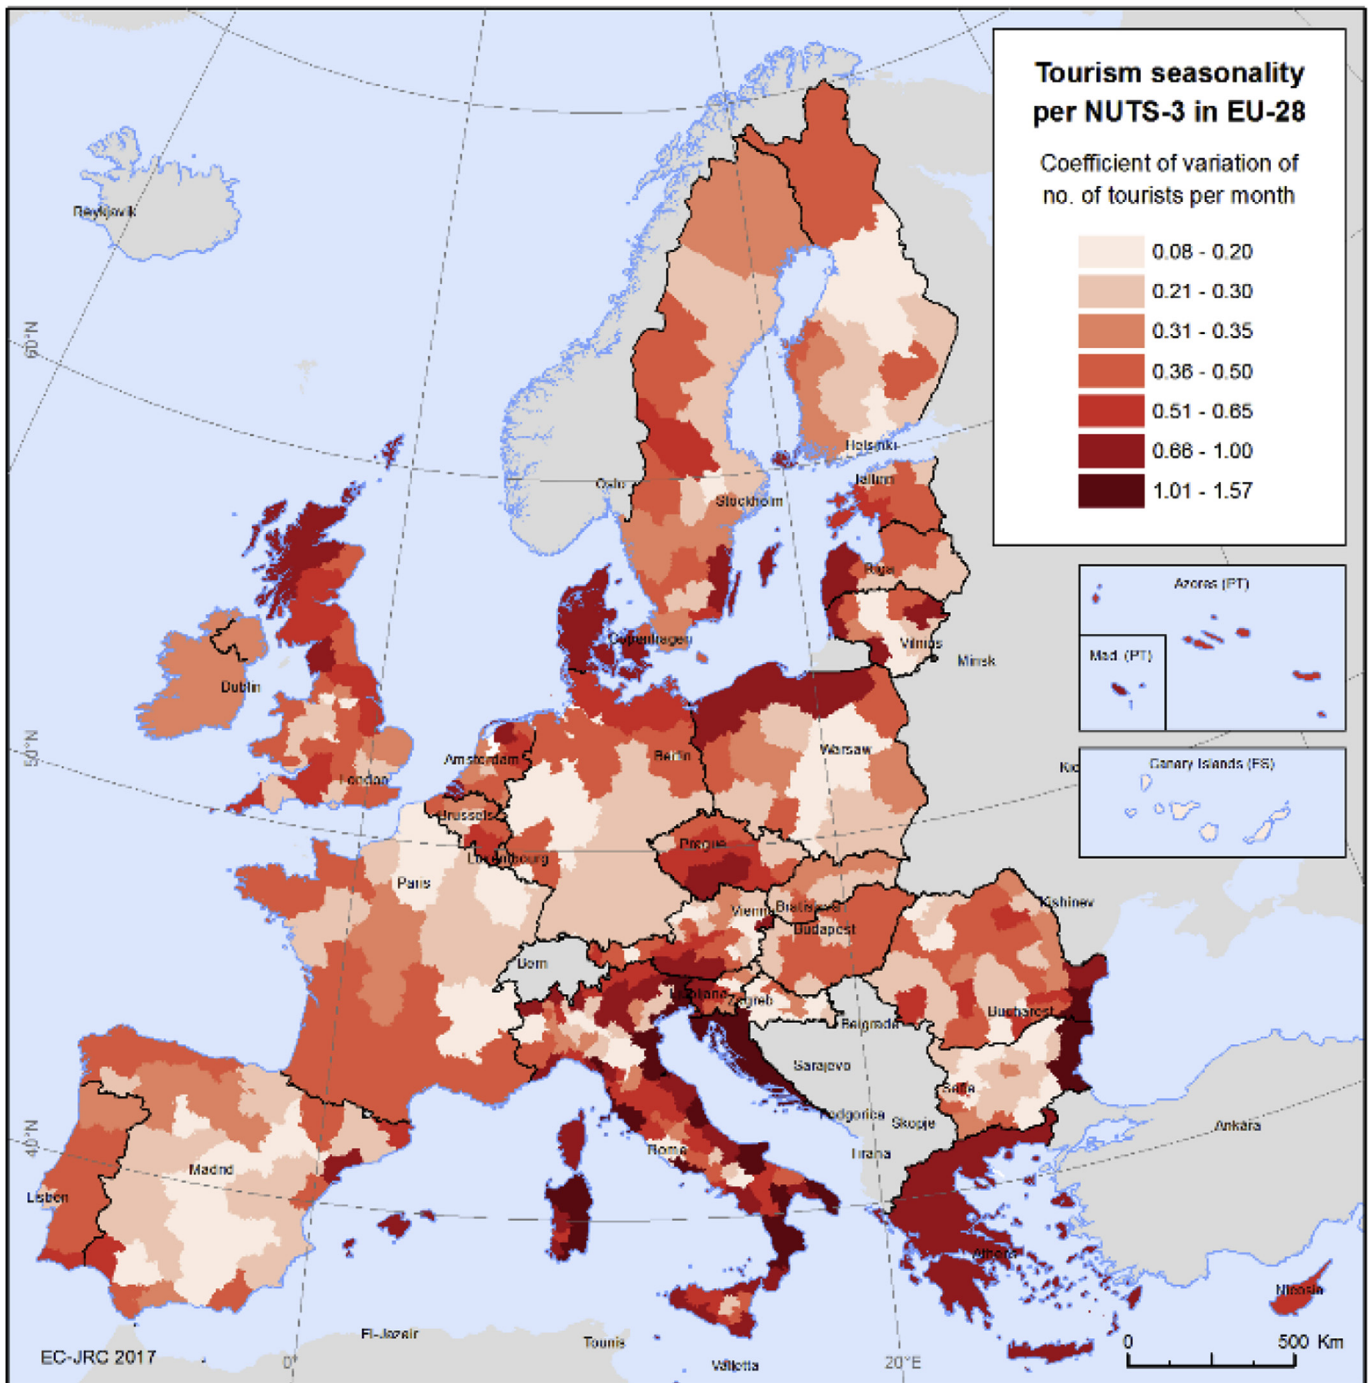 Tourism seasonality
per NUTS-3 in EU-28
Coefficient of variation of
no. of tourists per month
0.08 - 0.20
0.21 - 0.30
0.31 - 0.35
0.36 - 0.50
0.51 - 0.65
0.66 - 1.00
1.01 - 1.57
Azores (PT)
Mad. (PT)
Canary Islands (ES)
Reykjavik
60°N
Helsinki
Oslo
Tallinn
Stockholm
Riga
Copenhagen
Vilnius
Minsk
Dublin
50°N
Amsterdam
Berlin
Warsaw
London
Brussels
Prague
Luxembourg
Paris
Kishinev
Vienna
Bratislava
Budapest
Bern
Ljubljana
Zagreb
Bucharest
Belgrade
Sarajevo
Podgorica
Skopje
Ankara
40°N
Rome
Tirana
Madrid
Lisbon
Athens
Nicosia
El-Jazair
Tounis
Valletta
EC-JRC 2017
0°
20°E
0
500 Km